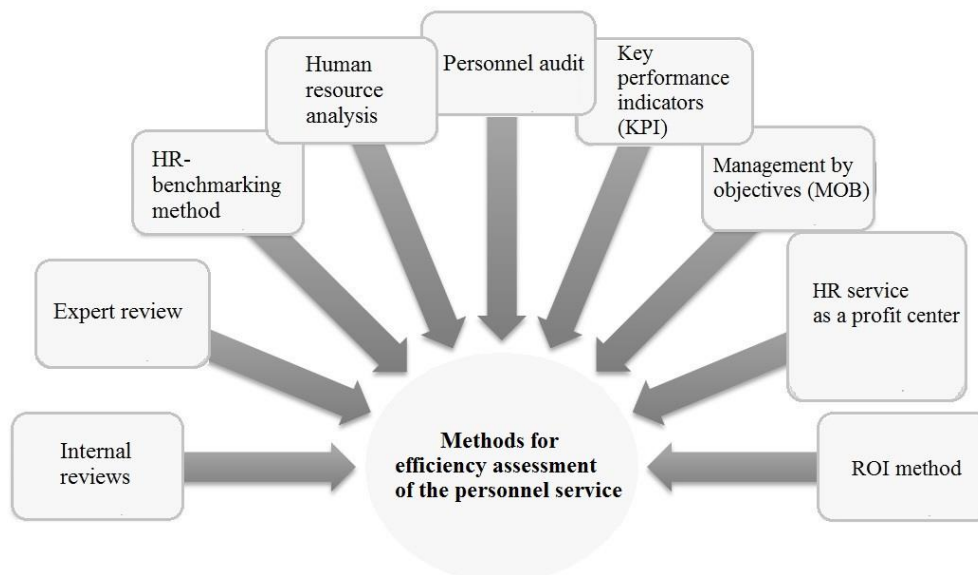 Internal
reviews
Expert review
HR-
benchmarking
method
Human
resource
analysis
Personnel audit
Key
performance
indicators
(KPI)
Management by
objectives (MOB)
HR service
as a profit center
ROI method
Methods for
efficiency assessment
of the personnel service